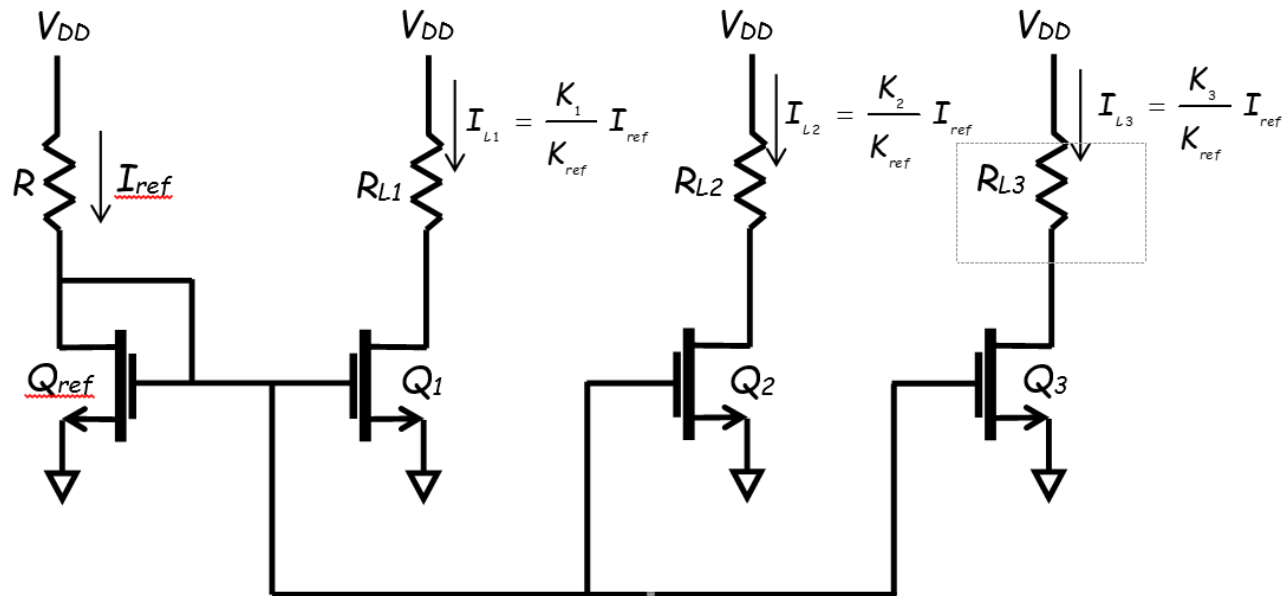 VDD
VDD
VDD
VDD
R
Iref
RL1
IL1 = K1 / Kref Iref
RL2
IL2 = K2 / Kref Iref
RL3
IL3 = K3 / Kref Iref
Qref
Q1
Q2
Q3